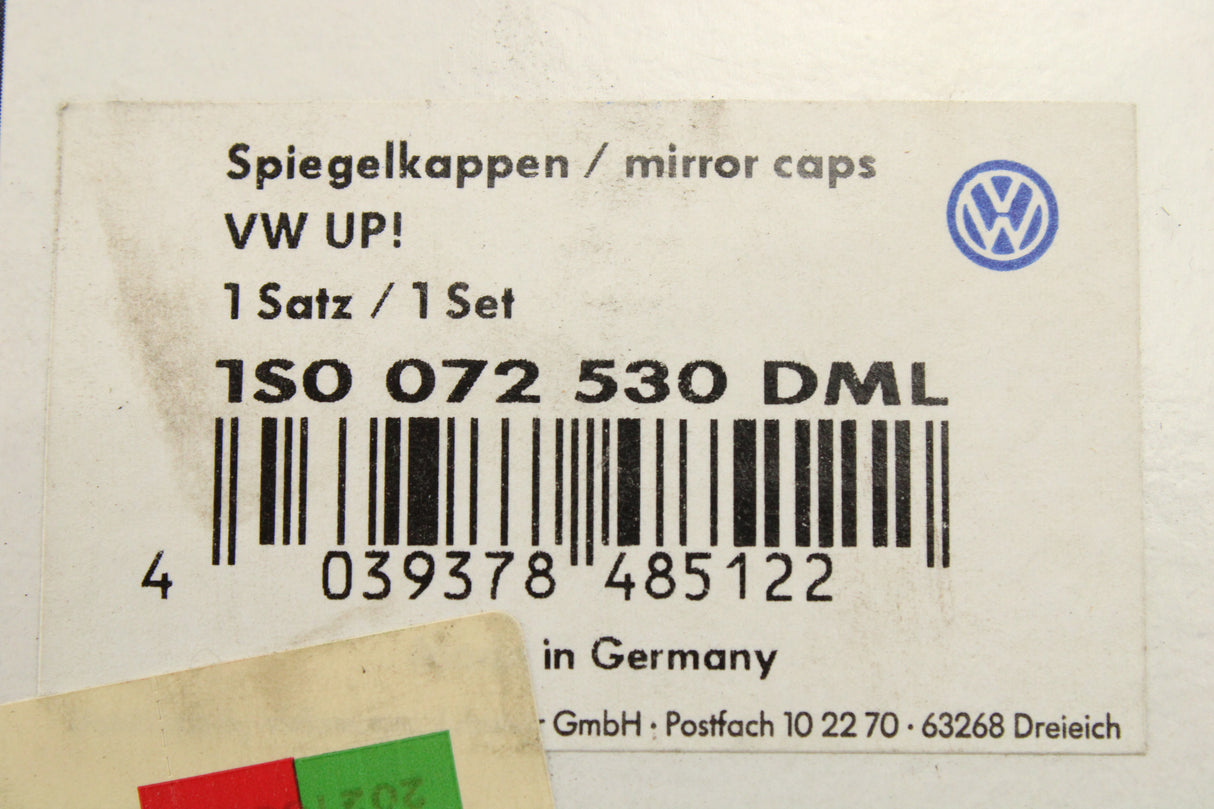 Spiegelkappen / mirror caps
VW UP!
1 Satz / 1 Set
1S0 072 530 DML
4 039378 485122
in Germany
GmbH · Postfach 10 22 70 · 63268 Dreieich